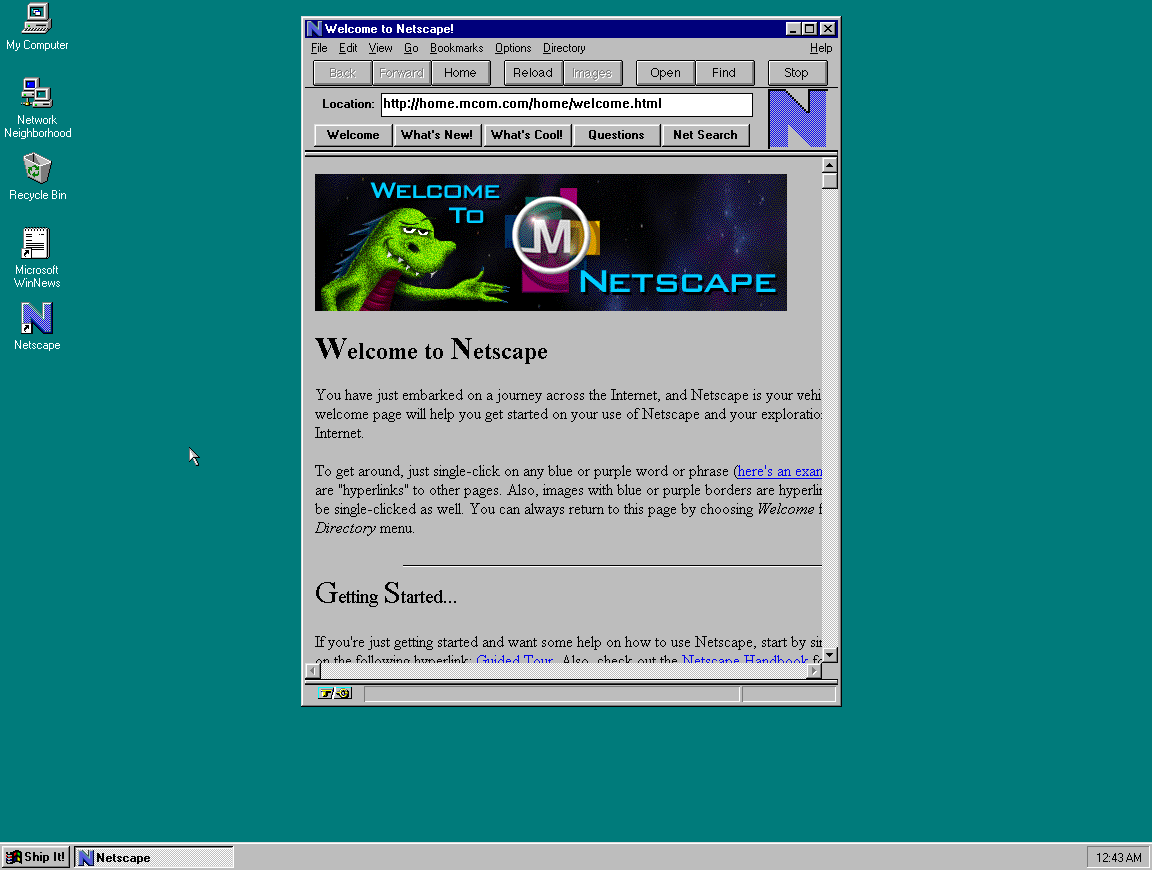 My Computer
Network
Neighborhood
Recycle Bin
Microsoft
WinNews
Netscape
Welcome to Netscape!
File Edit View Go Bookmarks Options Directory Help
Back Forward Home Reload Images Open Find Stop
Location: http://home.mcom.com/home/welcome.html
Welcome What's New! What's Cool! Questions Net Search
WELCOME
TO
M
NETSCAPE
Welcome to Netscape
You have just embarked on a journey across the Internet, and Netscape is your vehi
welcome page will help you get started on your use of Netscape and your exploratio
Internet.
To get around, just single-click on any blue or purple word or phrase (here's an exan
are "hyperlinks" to other pages. Also, images with blue or purple borders are hyperlin
be single-clicked as well. You can always return to this page by choosing Welcome f
Directory menu.
Getting Started...
If you're just getting started and want some help on how to use Netscape, start by sin
on the following hyperlink: Guided Tour. Also, check out the Netscape Handbook fo
Ship It! Netscape 12:43 AM